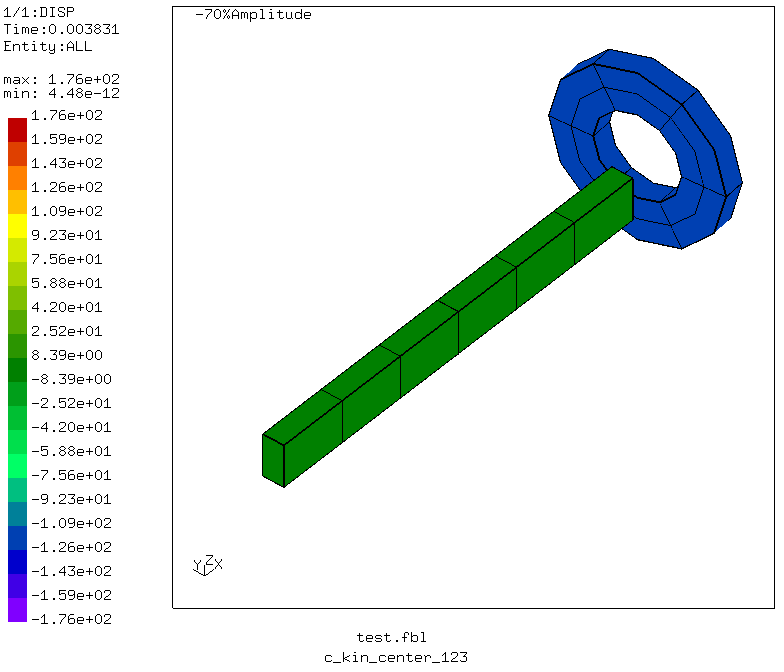 1/1:DISP
Time:0.003831
Entity:ALL
max: 1.76e+02
min: 4.48e-12
1.76e+02
1.59e+02
1.43e+02
1.26e+02
1.09e+02
9.23e+01
7.56e+01
5.88e+01
4.20e+01
2.52e+01
8.39e+00
-8.39e+00
-2.52e+01
-4.20e+01
-5.88e+01
-7.56e+01
-9.23e+01
-1.09e+02
-1.26e+02
-1.43e+02
-1.59e+02
-1.76e+02
-70%Amplitude
YZX
test.fbl
c_kin_center_123